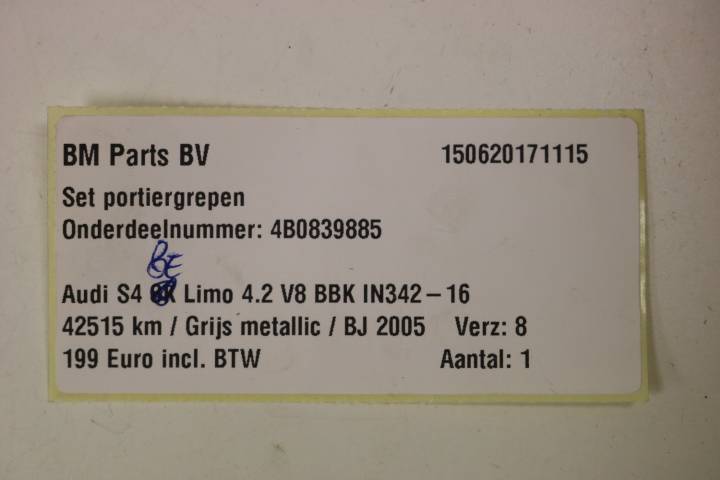 BM Parts BV 150620171115
Set portiergrepen
Onderdeelnummer: 4B0839885
BE
Audi S4 Limo 4.2 V8 BBK IN342 – 16
42515 km / Grijs metallic / BJ 2005 Verz: 8
199 Euro incl. BTW Aantal: 1